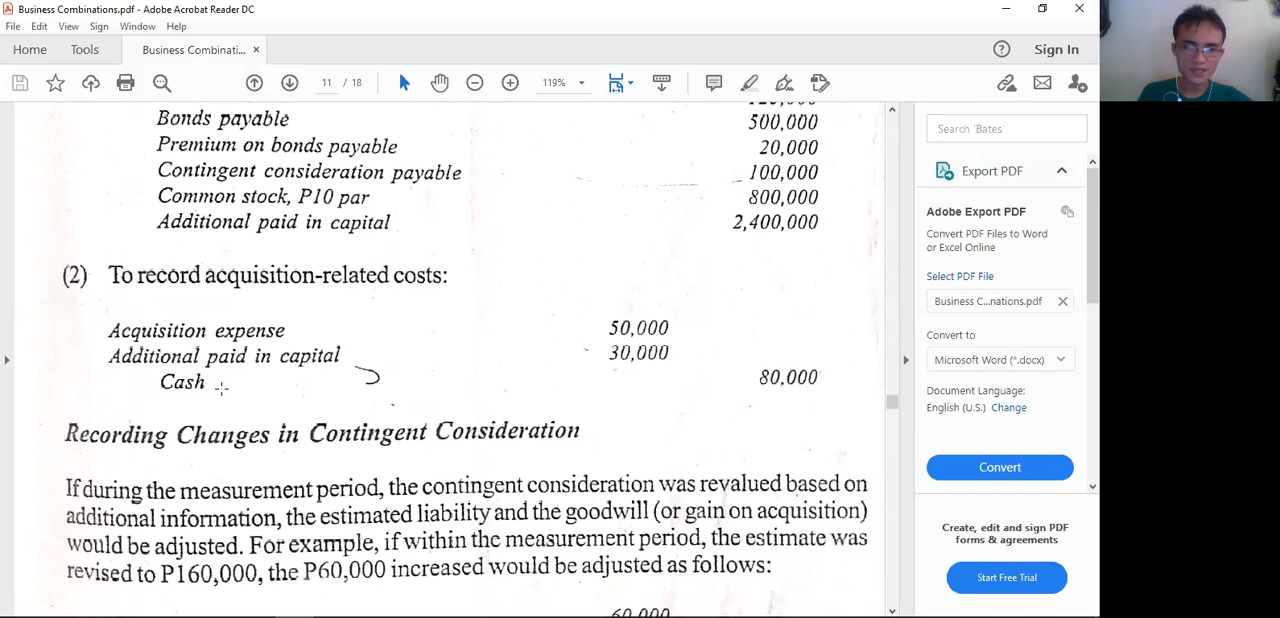 Business Combinations.pdf - Adobe Acrobat Reader DC
File Edit View Sign Window Help
Home Tools Business Combinati... × Sign In
11 / 18 119%
Bonds payable 500,000
Premium on bonds payable 20,000
Contingent consideration payable 100,000
Common stock, P10 par 800,000
Additional paid in capital 2,400,000
(2) To record acquisition-related costs:
Acquisition expense 50,000
Additional paid in capital 30,000
Cash 80,000
Recording Changes in Contingent Consideration
If during the measurement period, the contingent consideration was revalued based on
additional information, the estimated liability and the goodwill (or gain on acquisition)
would be adjusted. For example, if within the measurement period, the estimate was
revised to P160,000, the P60,000 increased would be adjusted as follows:
60,000
Search 'Bates'
Export PDF
Adobe Export PDF
Convert PDF Files to Word
or Excel Online
Select PDF File
Business C...nations.pdf
Convert to
Microsoft Word (*.docx)
Document Language:
English (U.S.) Change
Convert
Create, edit and sign PDF
forms & agreements
Start Free Trial